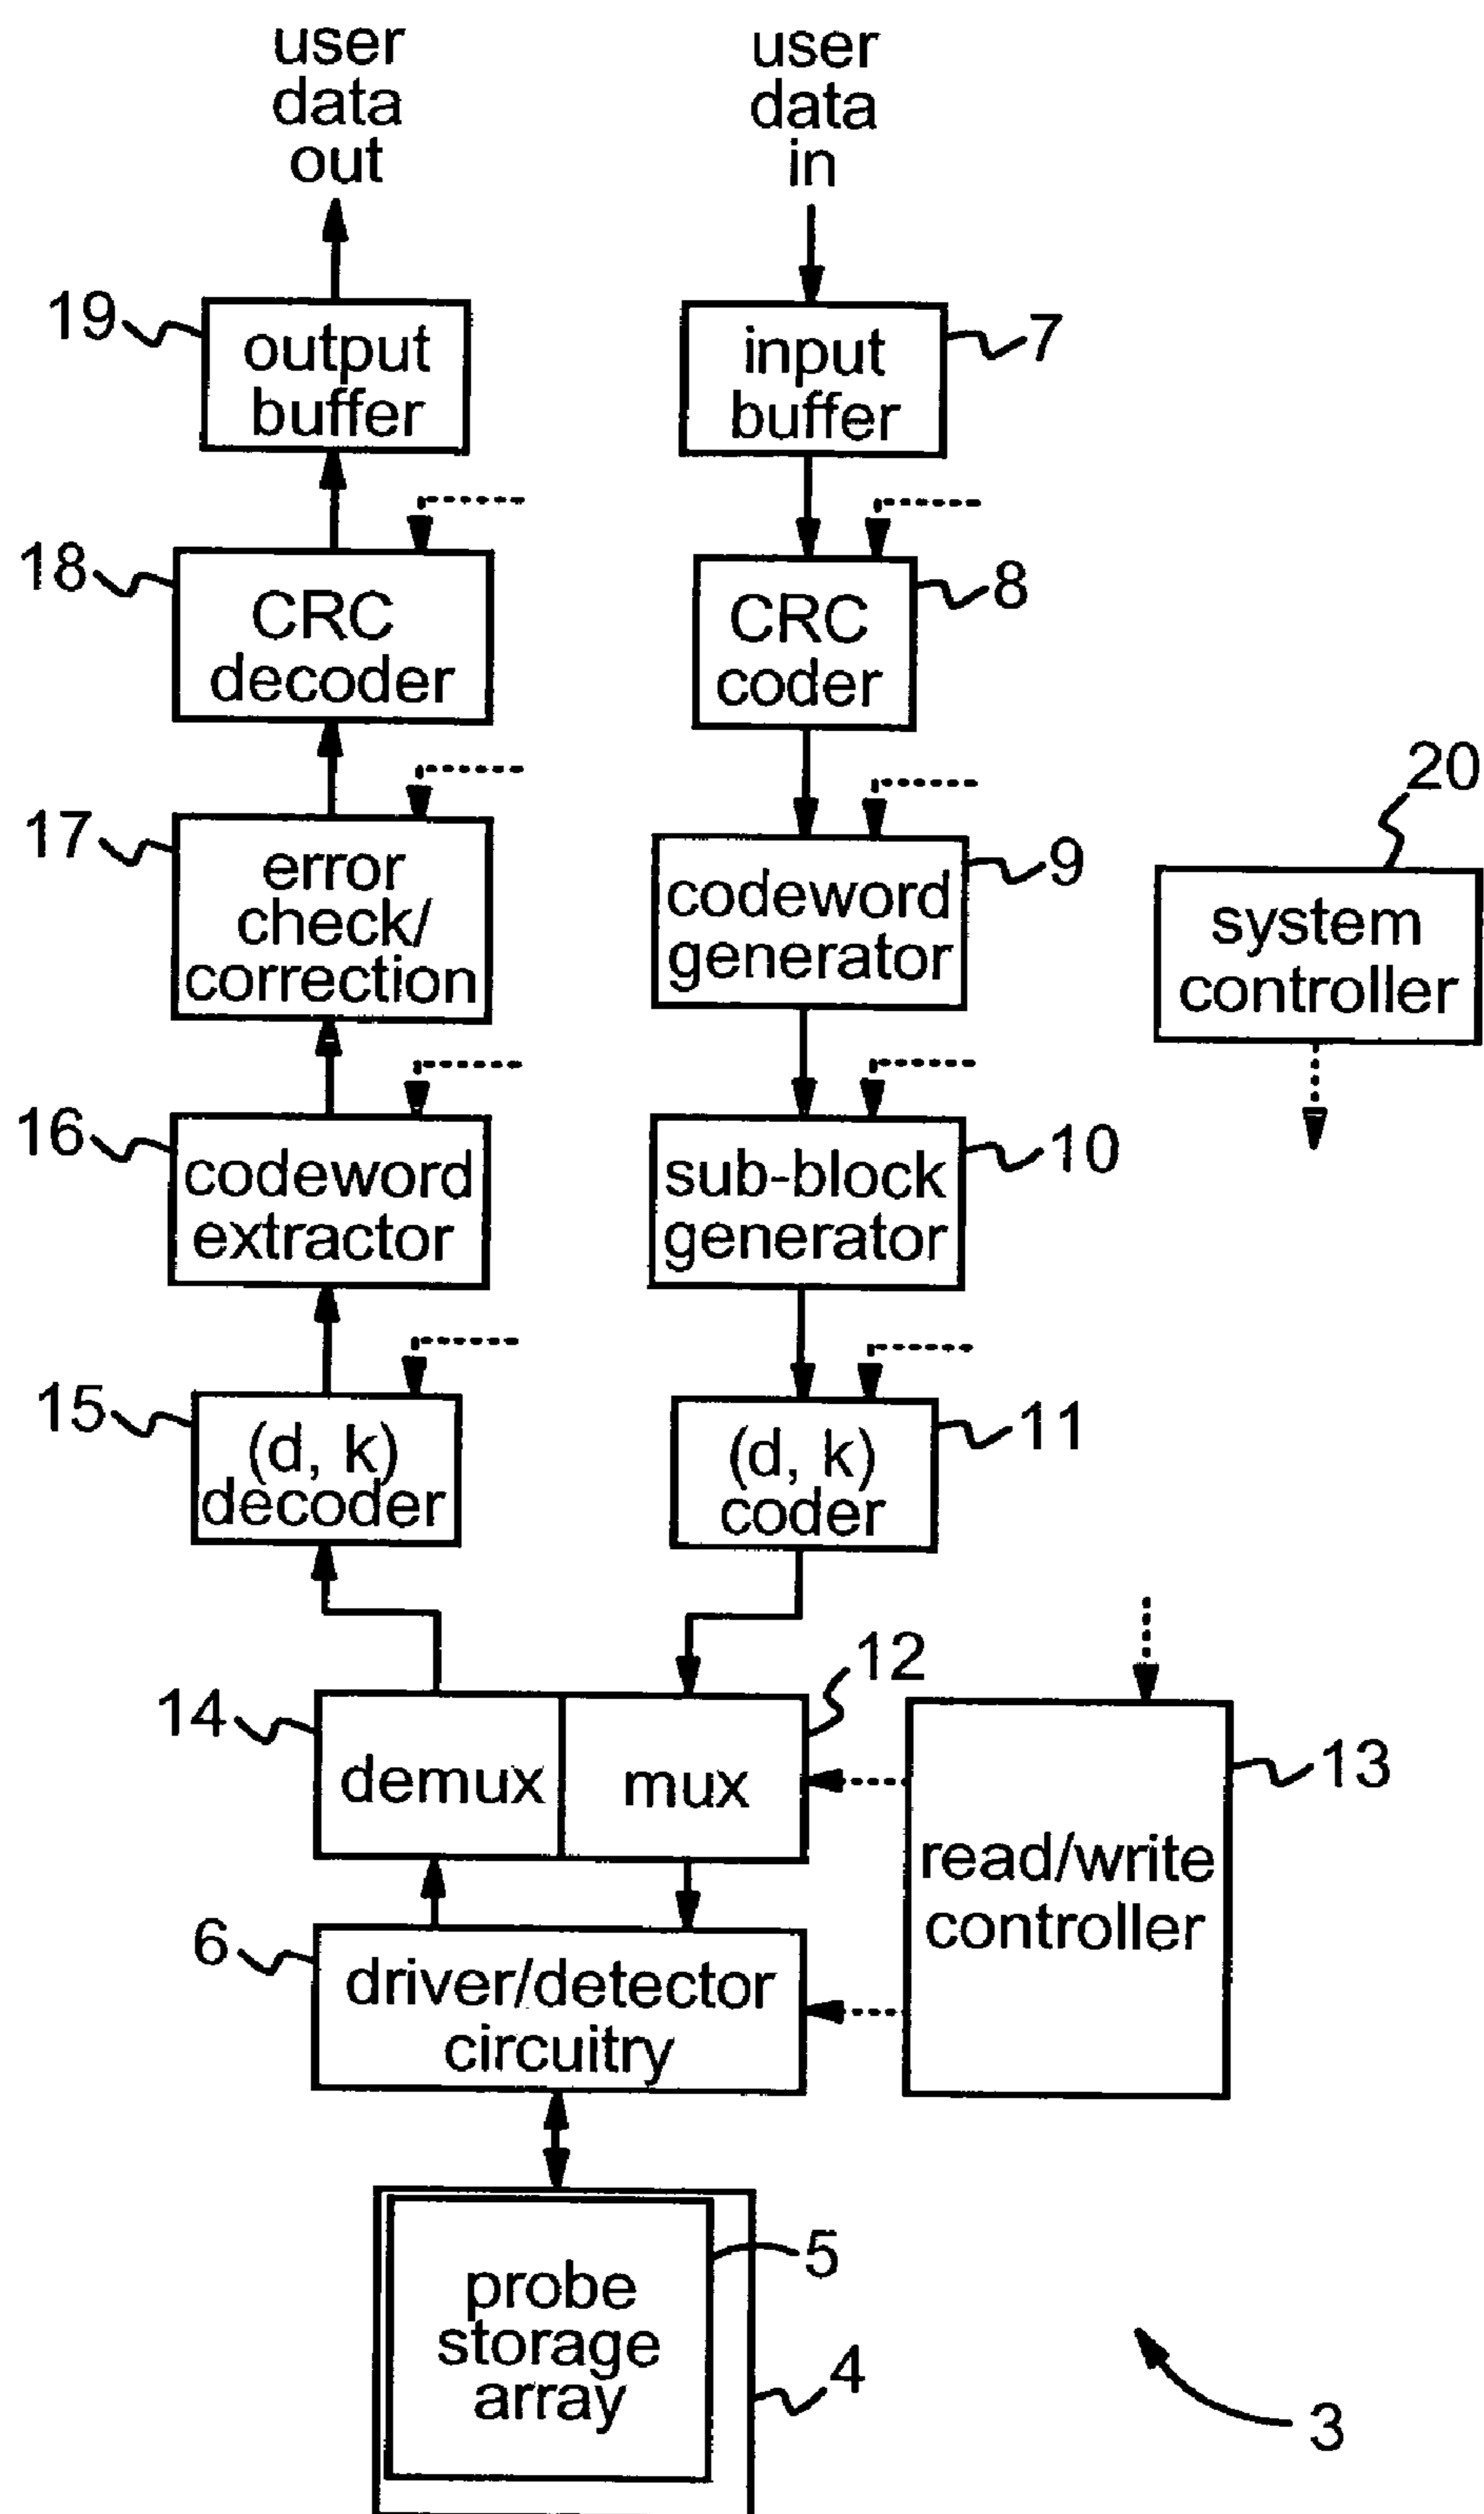 user
data
out
user
data
in
19
output
buffer
input
buffer
7
18
CRC
decoder
CRC
coder
8
17
error
check/
correction
codeword
generator
9
20
system
controller
16
codeword
extractor
sub-block
generator
10
15
(d, k)
decoder
(d, k)
coder
11
14
demux
mux
12
13
read/write
controller
6
driver/detector
circuitry
5
probe
storage
array
4
3